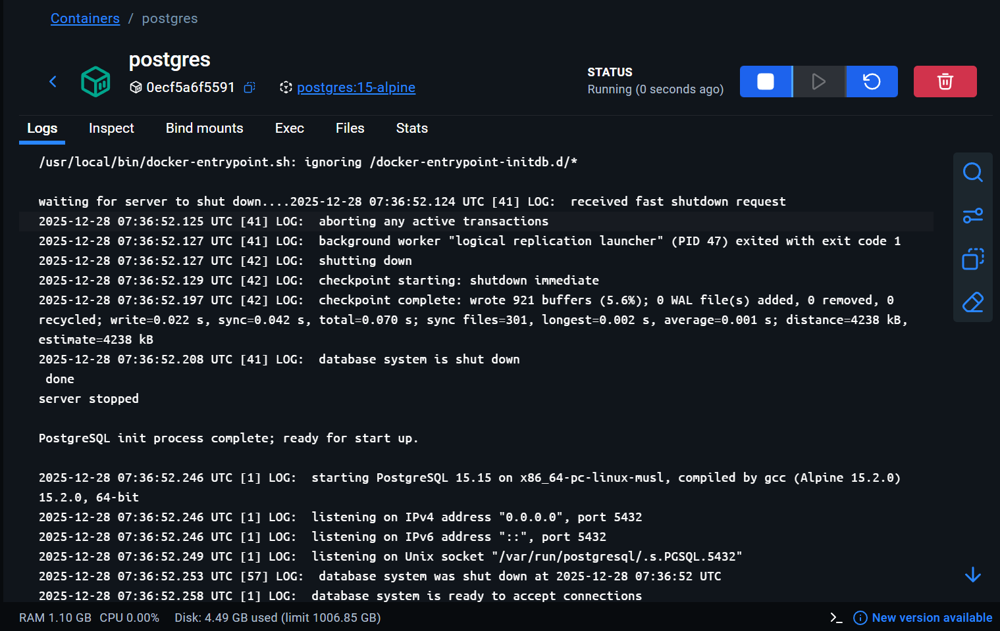 Containers / postgres
postgres
0ecf5a6f5591 postgres:15-alpine
STATUS
Running (0 seconds ago)
Logs Inspect Bind mounts Exec Files Stats
/usr/local/bin/docker-entrypoint.sh: ignoring /docker-entrypoint-initdb.d/*
waiting for server to shut down....2025-12-28 07:36:52.124 UTC [41] LOG:  received fast shutdown request
2025-12-28 07:36:52.125 UTC [41] LOG:  aborting any active transactions
2025-12-28 07:36:52.127 UTC [41] LOG:  background worker "logical replication launcher" (PID 47) exited with exit code 1
2025-12-28 07:36:52.127 UTC [42] LOG:  shutting down
2025-12-28 07:36:52.129 UTC [42] LOG:  checkpoint starting: shutdown immediate
2025-12-28 07:36:52.197 UTC [42] LOG:  checkpoint complete: wrote 921 buffers (5.6%); 0 WAL file(s) added, 0 removed, 0
recycled; write=0.022 s, sync=0.042 s, total=0.070 s; sync files=301, longest=0.002 s, average=0.001 s; distance=4238 kB,
estimate=4238 kB
2025-12-28 07:36:52.208 UTC [41] LOG:  database system is shut down
done
server stopped
PostgreSQL init process complete; ready for start up.
2025-12-28 07:36:52.246 UTC [1] LOG:  starting PostgreSQL 15.15 on x86_64-pc-linux-musl, compiled by gcc (Alpine 15.2.0)
15.2.0, 64-bit
2025-12-28 07:36:52.246 UTC [1] LOG:  listening on IPv4 address "0.0.0.0", port 5432
2025-12-28 07:36:52.246 UTC [1] LOG:  listening on IPv6 address "::", port 5432
2025-12-28 07:36:52.249 UTC [1] LOG:  listening on Unix socket "/var/run/postgresql/.s.PGSQL.5432"
2025-12-28 07:36:52.253 UTC [57] LOG:  database system was shut down at 2025-12-28 07:36:52 UTC
2025-12-28 07:36:52.258 UTC [1] LOG:  database system is ready to accept connections
RAM 1.10 GB CPU 0.00% Disk: 4.49 GB used (limit 1006.85 GB) New version available